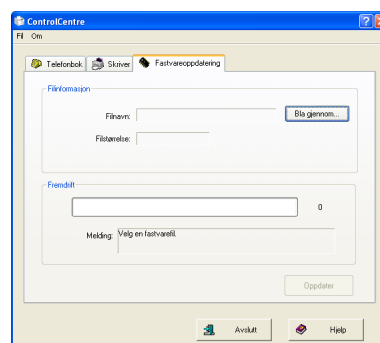 ControlCentre
Fil Om
Telefonbok Skriver Fastvareoppdatering
Filinformasjon
Filnavn: Bla gjennom...
Filstørrelse:
Fremdrift
0
Melding: Velg en fastvarefil.
Oppdater
Avslutt Hjelp